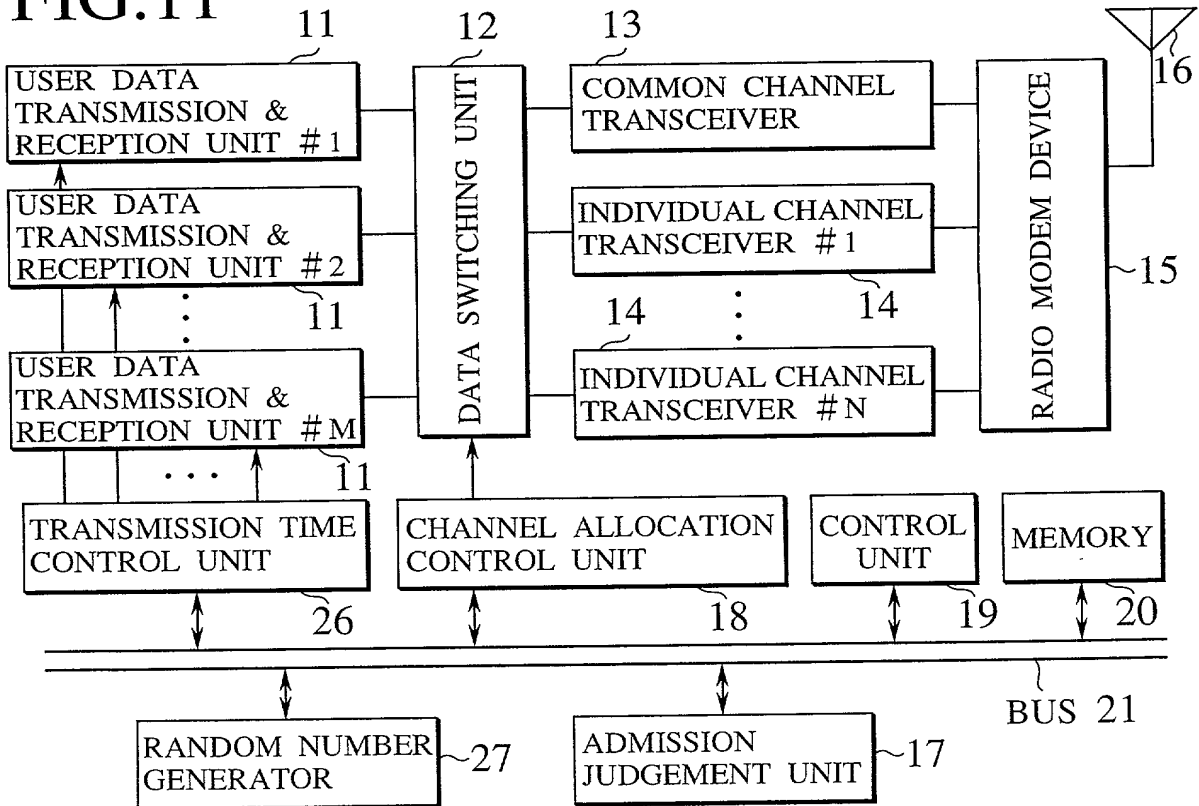 FIG.11
11
12
13
16
USER DATA
TRANSMISSION &
RECEPTION UNIT #1
DATA SWITCHING UNIT
COMMON CHANNEL
TRANSCEIVER
RADIO MODEM DEVICE
USER DATA
TRANSMISSION &
RECEPTION UNIT #2
11
INDIVIDUAL CHANNEL
TRANSCEIVER #1
14
15
14
USER DATA
TRANSMISSION &
RECEPTION UNIT #M
11
INDIVIDUAL CHANNEL
TRANSCEIVER #N
TRANSMISSION TIME
CONTROL UNIT
26
CHANNEL ALLOCATION
CONTROL UNIT
18
CONTROL
UNIT
19
MEMORY
20
BUS 21
RANDOM NUMBER
GENERATOR
27
ADMISSION
JUDGEMENT UNIT
17